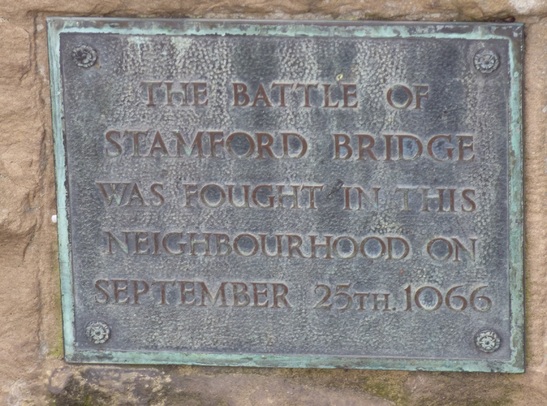 THE BATTLE OF
STAMFORD BRIDGE
WAS FOUGHT IN THIS
NEIGHBOURHOOD ON
SEPTEMBER 25TH. 1066